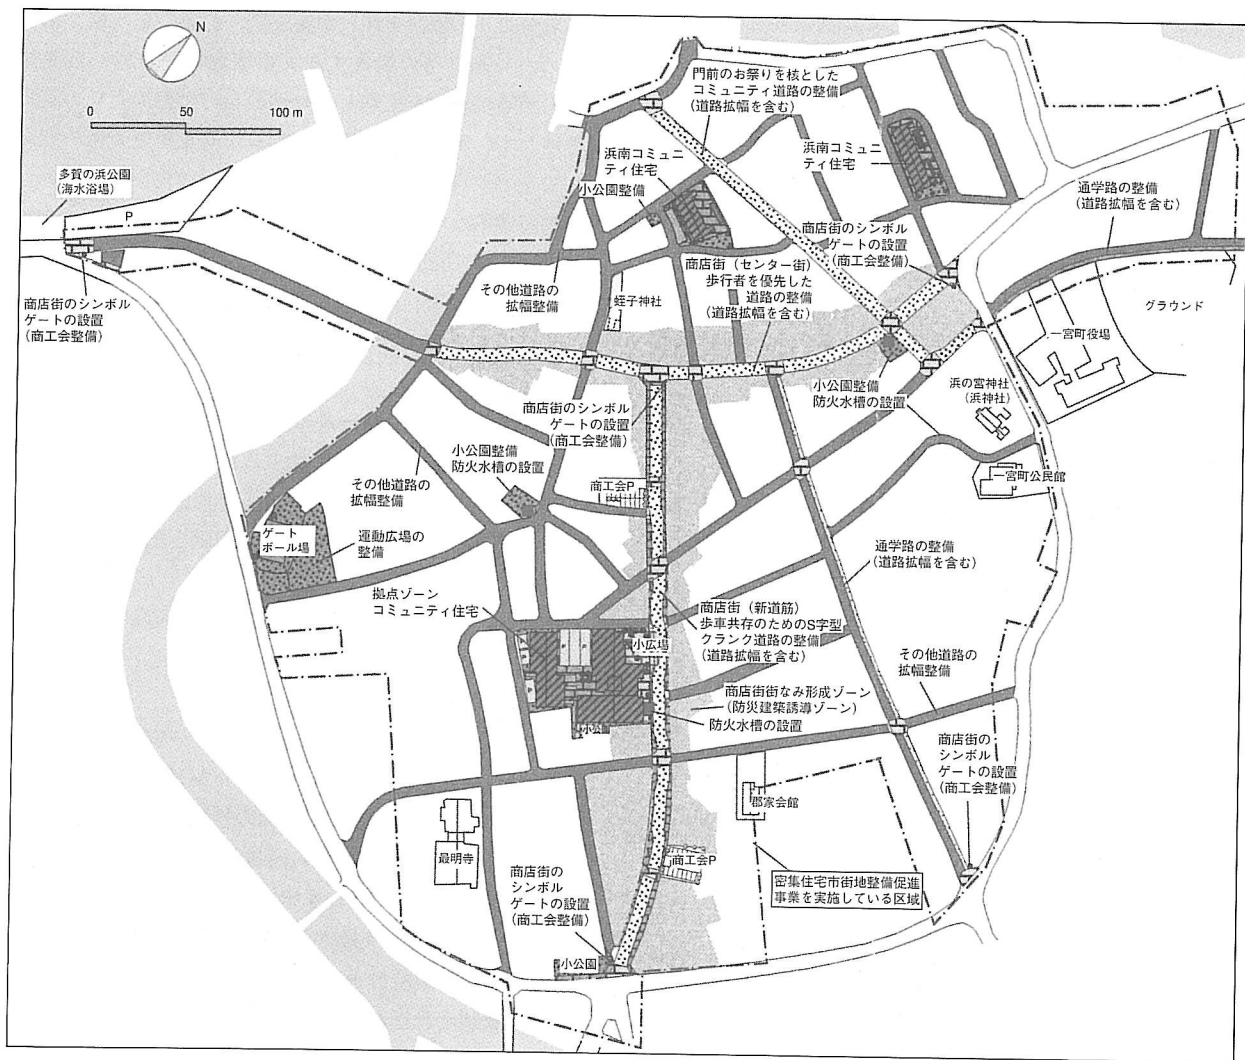 N
0
50
100 m
多賀の浜公園
(海水浴場)
P
商店街のシンボル
ゲートの設置
(商工会整備)
門前のお祭りを核とした
コミュニティ道路の整備
(道路拡幅を含む)
浜南コミュニ
ティ住宅
小公園整備
浜南コミュニ
ティ住宅
通学路の整備
(道路拡幅を含む)
商店街のシンボル
ゲートの設置
(商工会整備)
商店街(センター街)
歩行者を優先した
道路の整備
(道路拡幅を含む)
その他道路の
拡幅整備
蛭子神社
グラウンド
一宮町役場
小公園整備
防火水槽の設置
浜の宮神社
(浜神社)
商店街のシンボル
ゲートの設置
(商工会整備)
小公園整備
防火水槽の設置
商工会P
一宮町公民館
その他道路の
拡幅整備
ゲート
ボール場
運動広場の
整備
通学路の整備
(道路拡幅を含む)
拠点ゾーン
コミュニティ住宅
小広場
P
P
P
P
商店街(新道筋)
歩車共存のためのS字型
クランク道路の整備
(道路拡幅を含む)
その他道路の
拡幅整備
商店街街なみ形成ゾーン
(防災建築誘導ゾーン)
防火水槽の設置
小公園
商店街の
シンボル
ゲートの設置
(商工会整備)
郡家会館
最明寺
商工会P
商店街の
シンボル
ゲートの設置
(商工会整備)
密集住宅市街地整備促進
事業を実施している区域
小公園